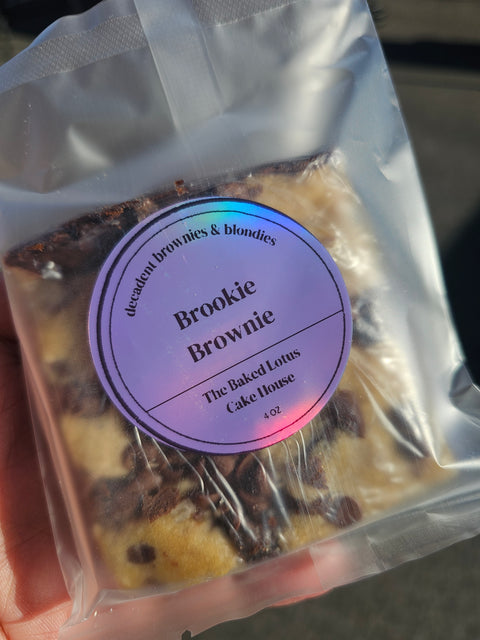 decadent brownies & blondies
Brookie
Brownie
The Baked Lotus
Cake House
4 oz